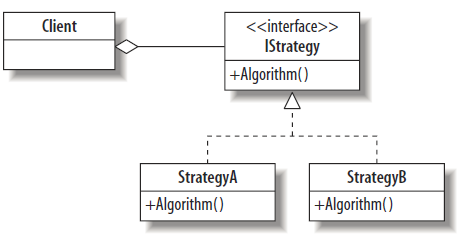 Client
<<interface>>
IStrategy
+Algorithm()
StrategyA
+Algorithm()
StrategyB
+Algorithm()